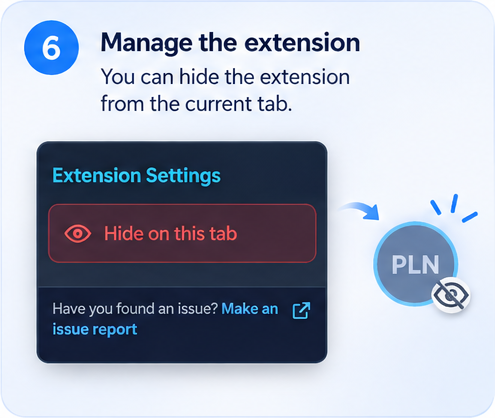 6
Manage the extension
You can hide the extension
from the current tab.
Extension Settings
Hide on this tab
Have you found an issue? Make an
issue report
PLN